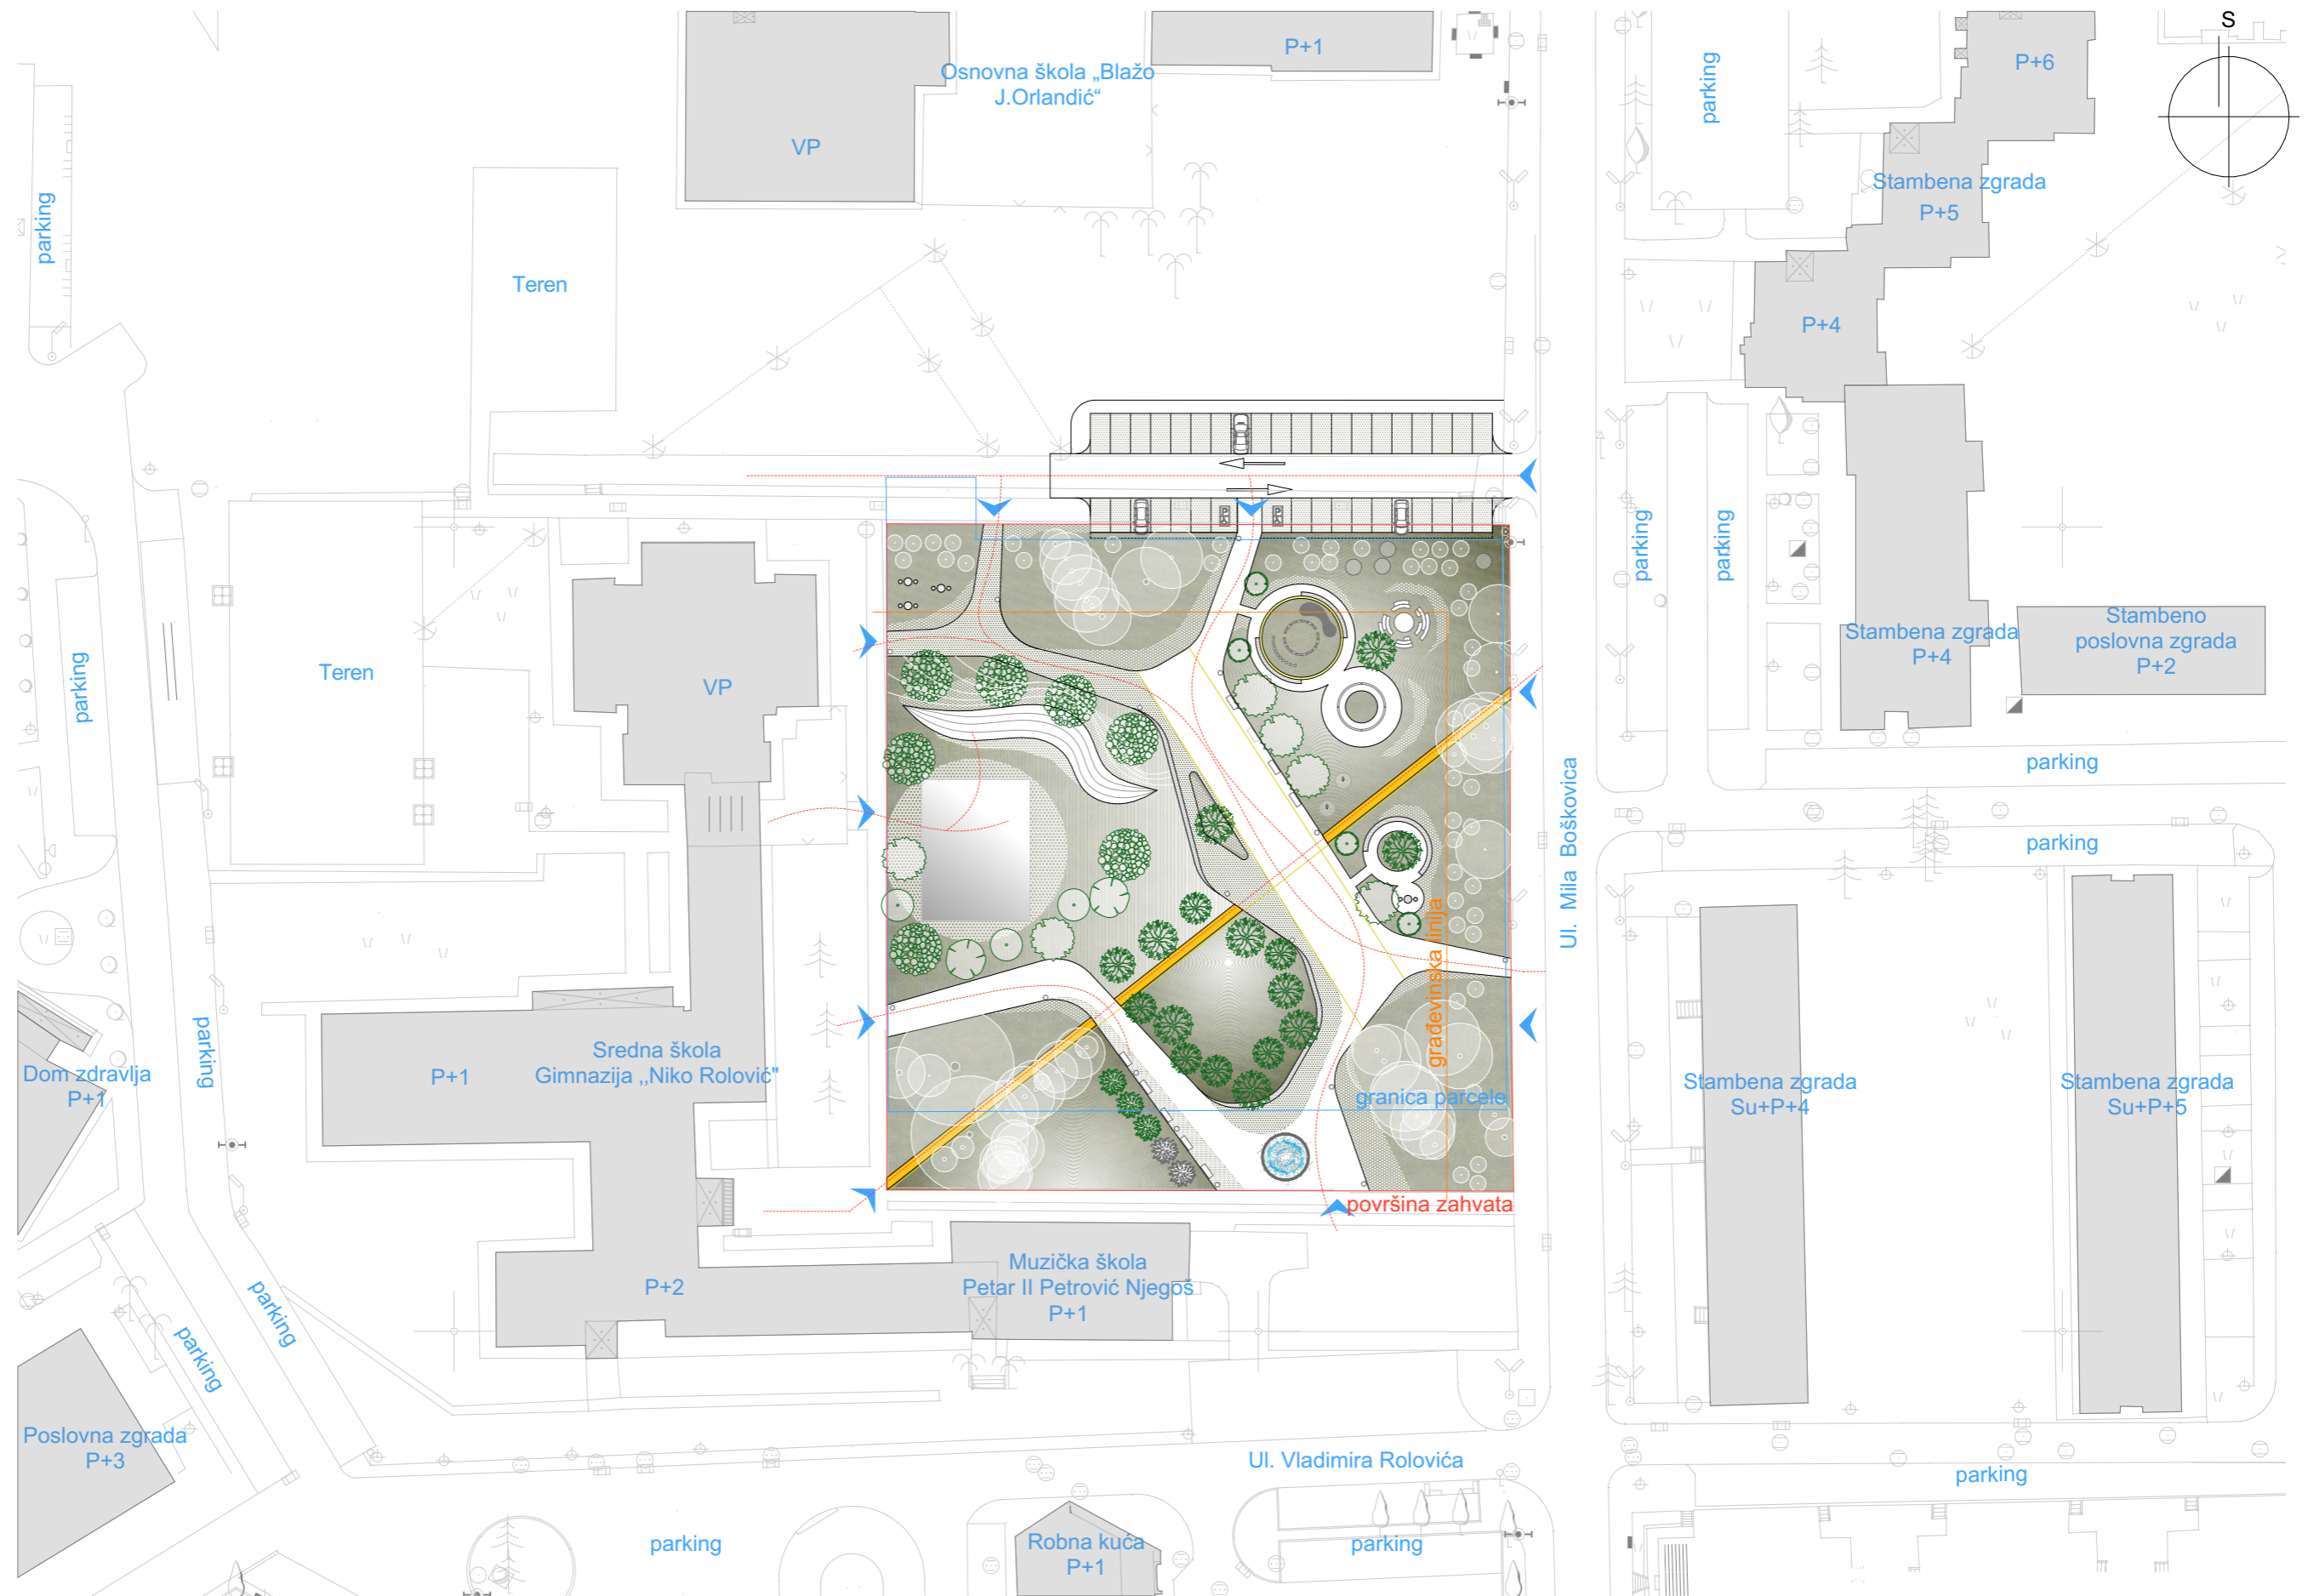 S
P+1
P+6
Osnovna škola „Blažo
J.Orlandić“
parking
VP
Stambena zgrada
P+5
parking
Teren
P+4
parking
parking
Stambeno
poslovna zgrada
P+2
Stambena zgrada
P+4
Teren
VP
parking
parking
parking
Ul. Mila Boškovića
građevinska linija
parking
Dom zdravlja
P+1
P+1
Sredna škola
Gimnazija ,,Niko Rolović"
granica parcele
Stambena zgrada
Su+P+4
Stambena zgrada
Su+P+5
površina zahvata
Muzička škola
Petar II Petrović Njegoš
P+1
P+2
parking
parking
Poslovna zgrada
P+3
Ul. Vladimira Rolovića
parking
parking
Robna kuća
P+1
parking